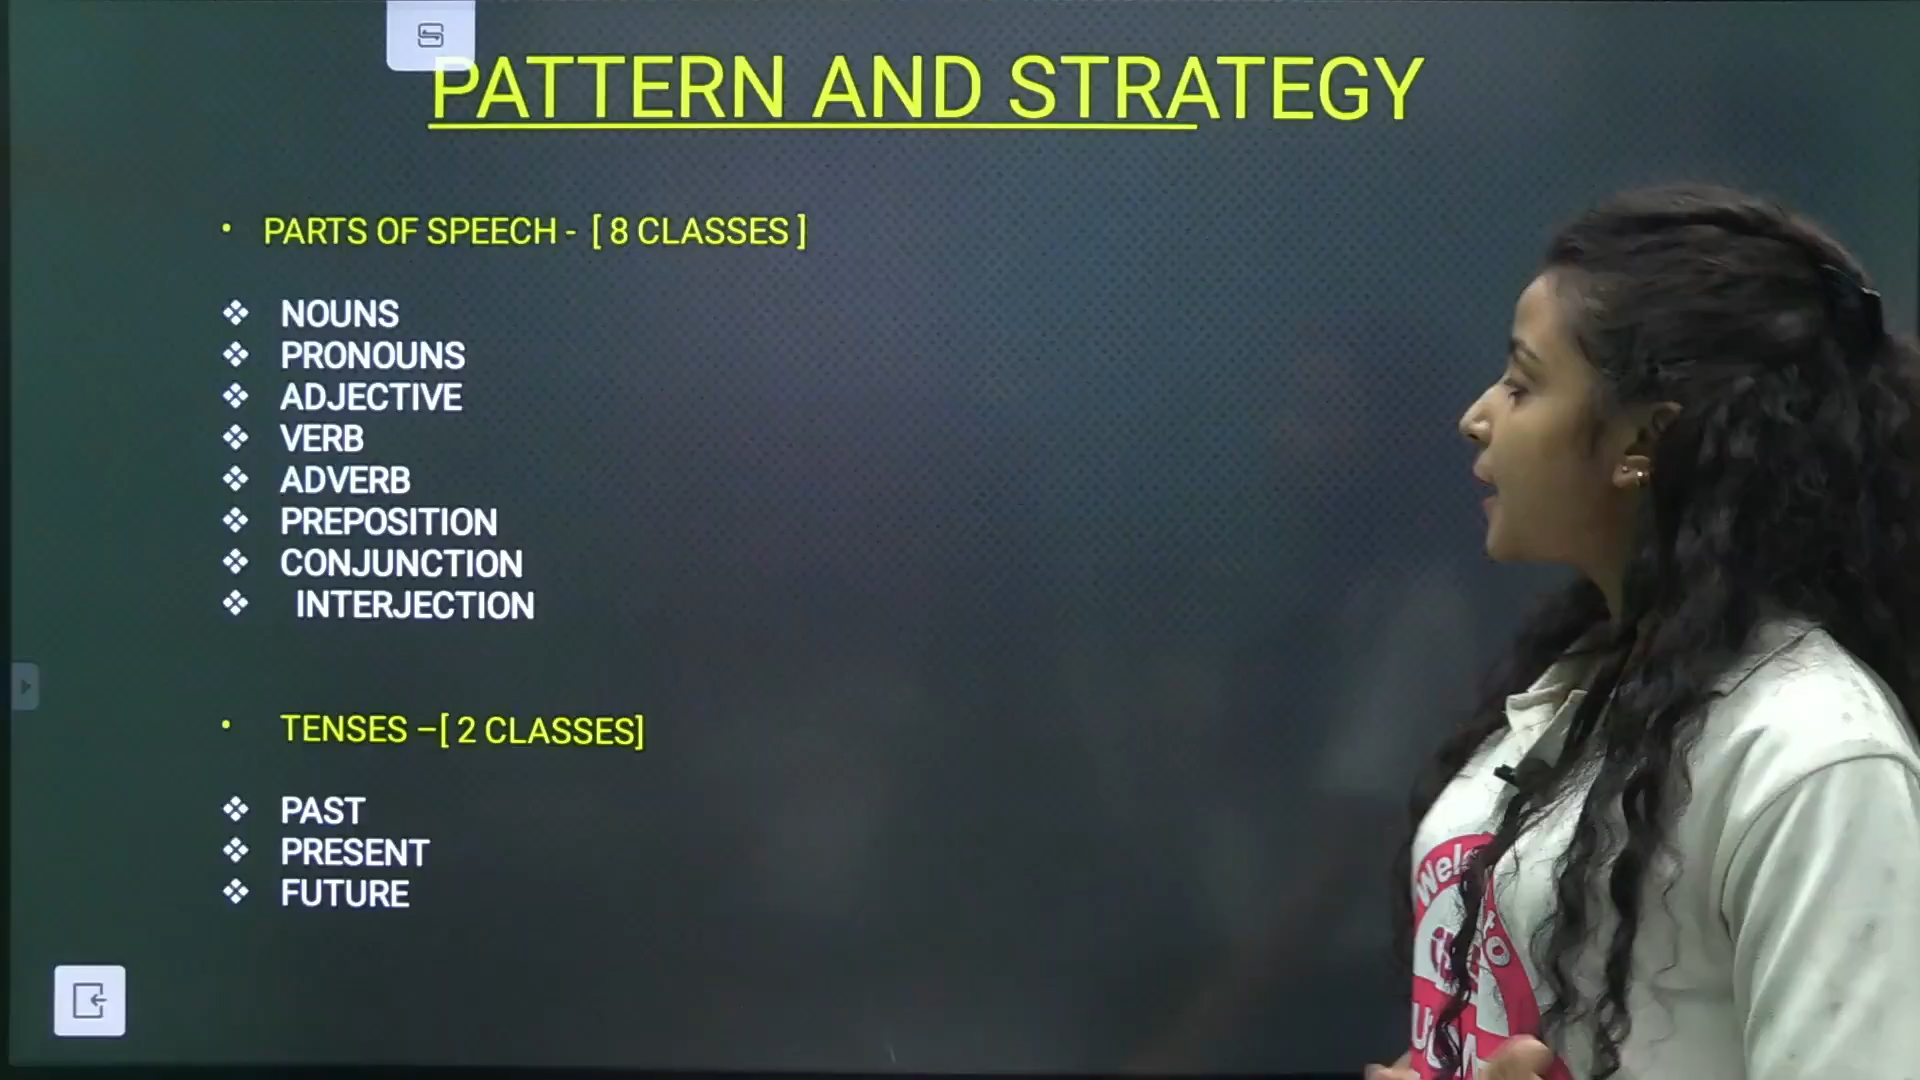 PATTERN AND STRATEGY
• PARTS OF SPEECH - [ 8 CLASSES ]
❖ NOUNS
❖ PRONOUNS
❖ ADJECTIVE
❖ VERB
❖ ADVERB
❖ PREPOSITION
❖ CONJUNCTION
❖ INTERJECTION
• TENSES –[ 2 CLASSES]
❖ PAST
❖ PRESENT
❖ FUTURE
to